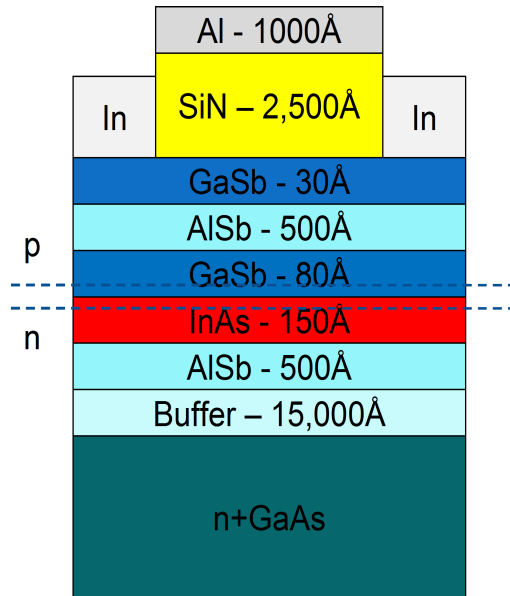 Al - 1000Å
In
SiN – 2,500Å
In
GaSb - 30Å
AlSb - 500Å
p
GaSb - 80Å
InAs - 150Å
n
AlSb - 500Å
Buffer – 15,000Å
n+GaAs